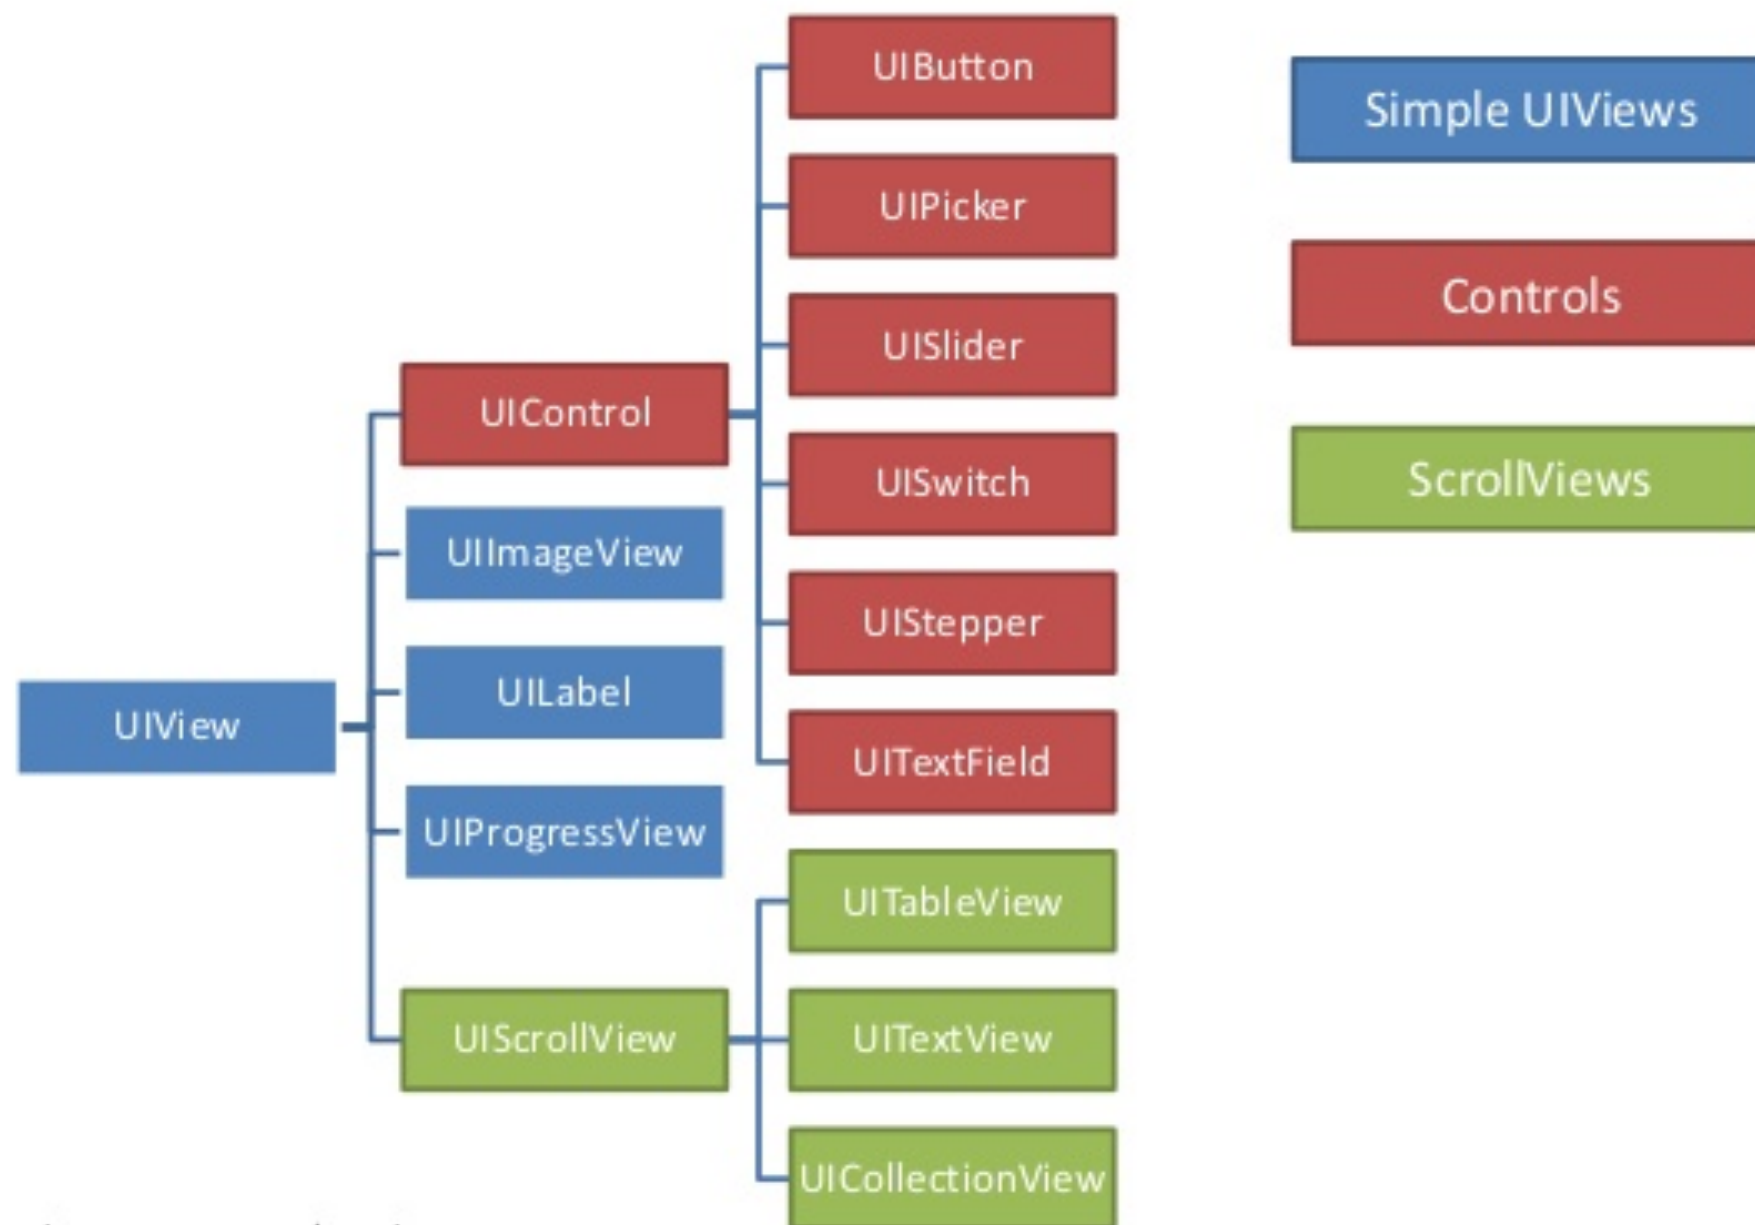 UIButton
UIPicker
UISlider
UISwitch
UIStepper
UITextField
UIControl
UIImageView
UILabel
UIProgressView
UIView
UITableView
UITextView
UICollectionView
UIScrollView
Simple UIViews
Controls
ScrollViews